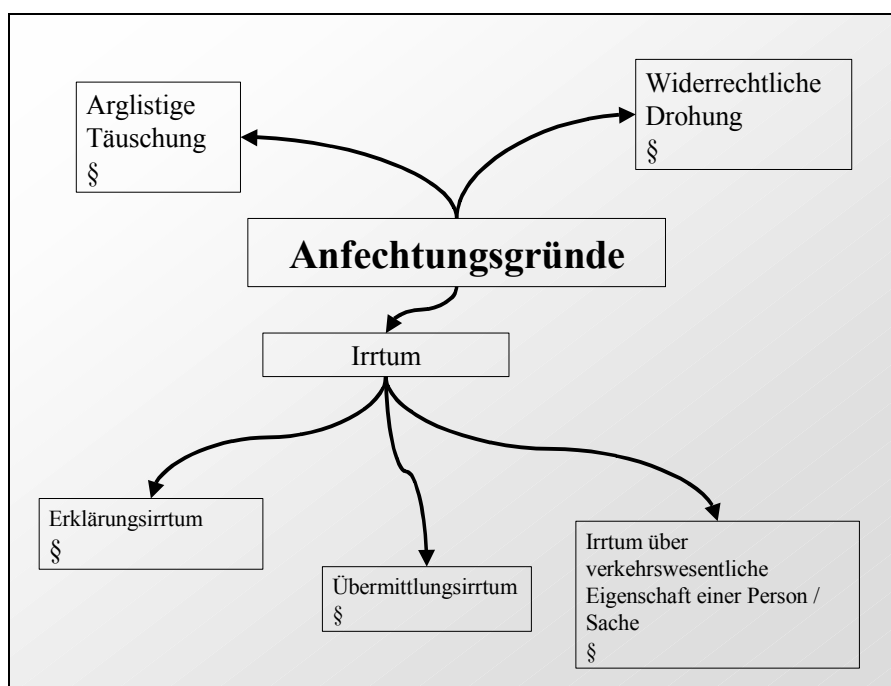 Arglistige
Täuschung
§
Widerrechtliche
Drohung
§
Anfechtungsgründe
Irrtum
Erklärungsirrtum
§
Übermittlungsirrtum
§
Irrtum über
verkehrswesentliche
Eigenschaft einer Person /
Sache
§